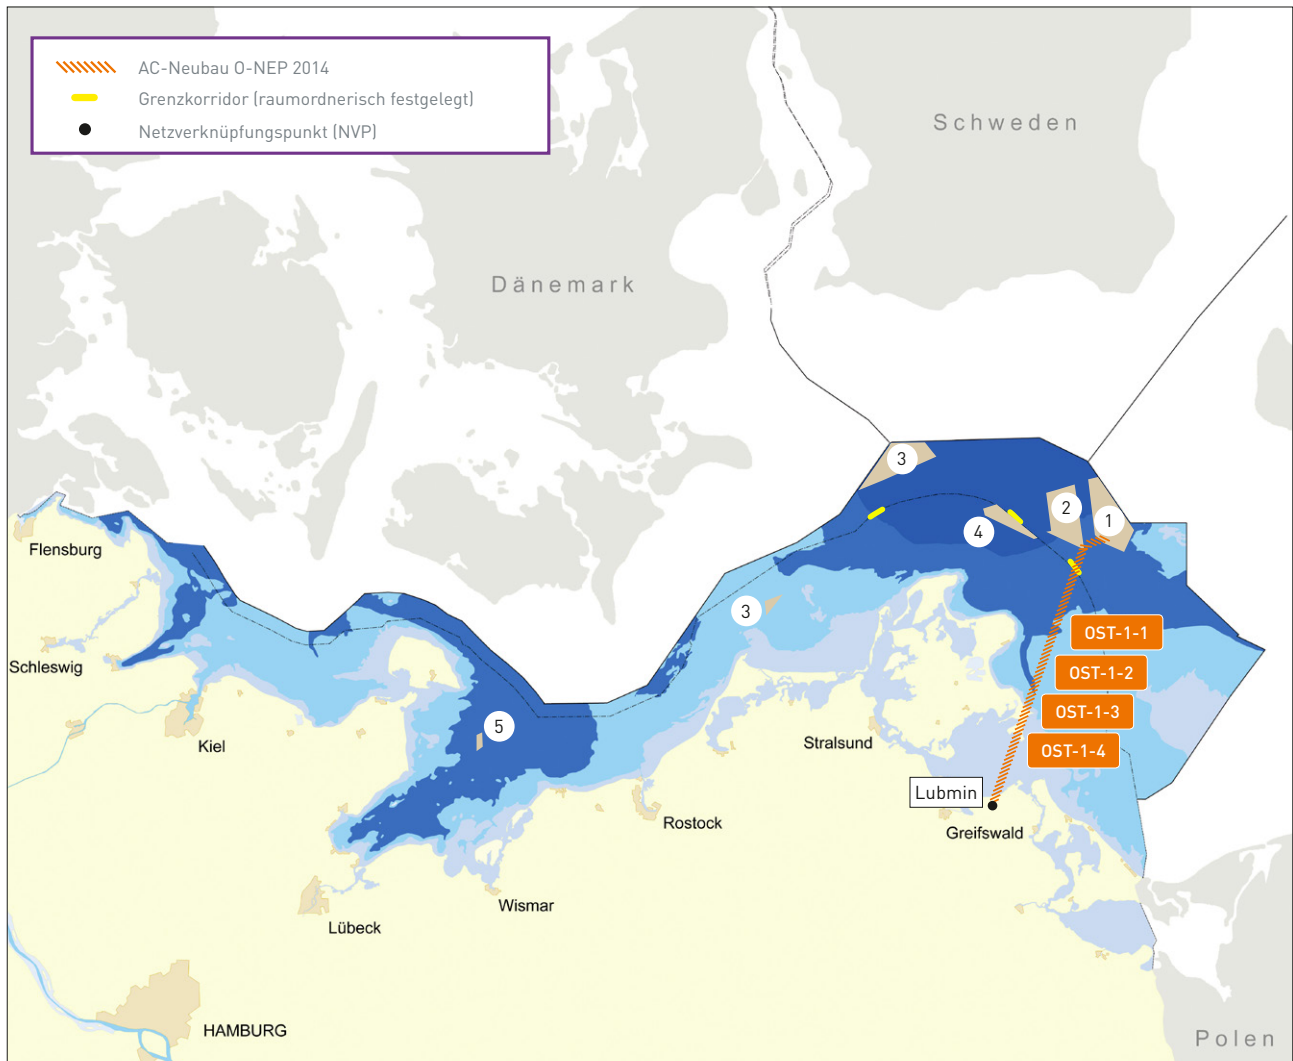 AC-Neubau O-NEP 2014
Grenzkorridor (raumordnerisch festgelegt)
Netzverknüpfungspunkt (NVP)
Schweden
Dänemark
3
2
1
4
Flensburg
3
OST-1-1
Schleswig
OST-1-2
OST-1-3
5
Kiel
Stralsund
OST-1-4
Lubmin
Rostock
Greifswald
Wismar
Lübeck
HAMBURG
Polen